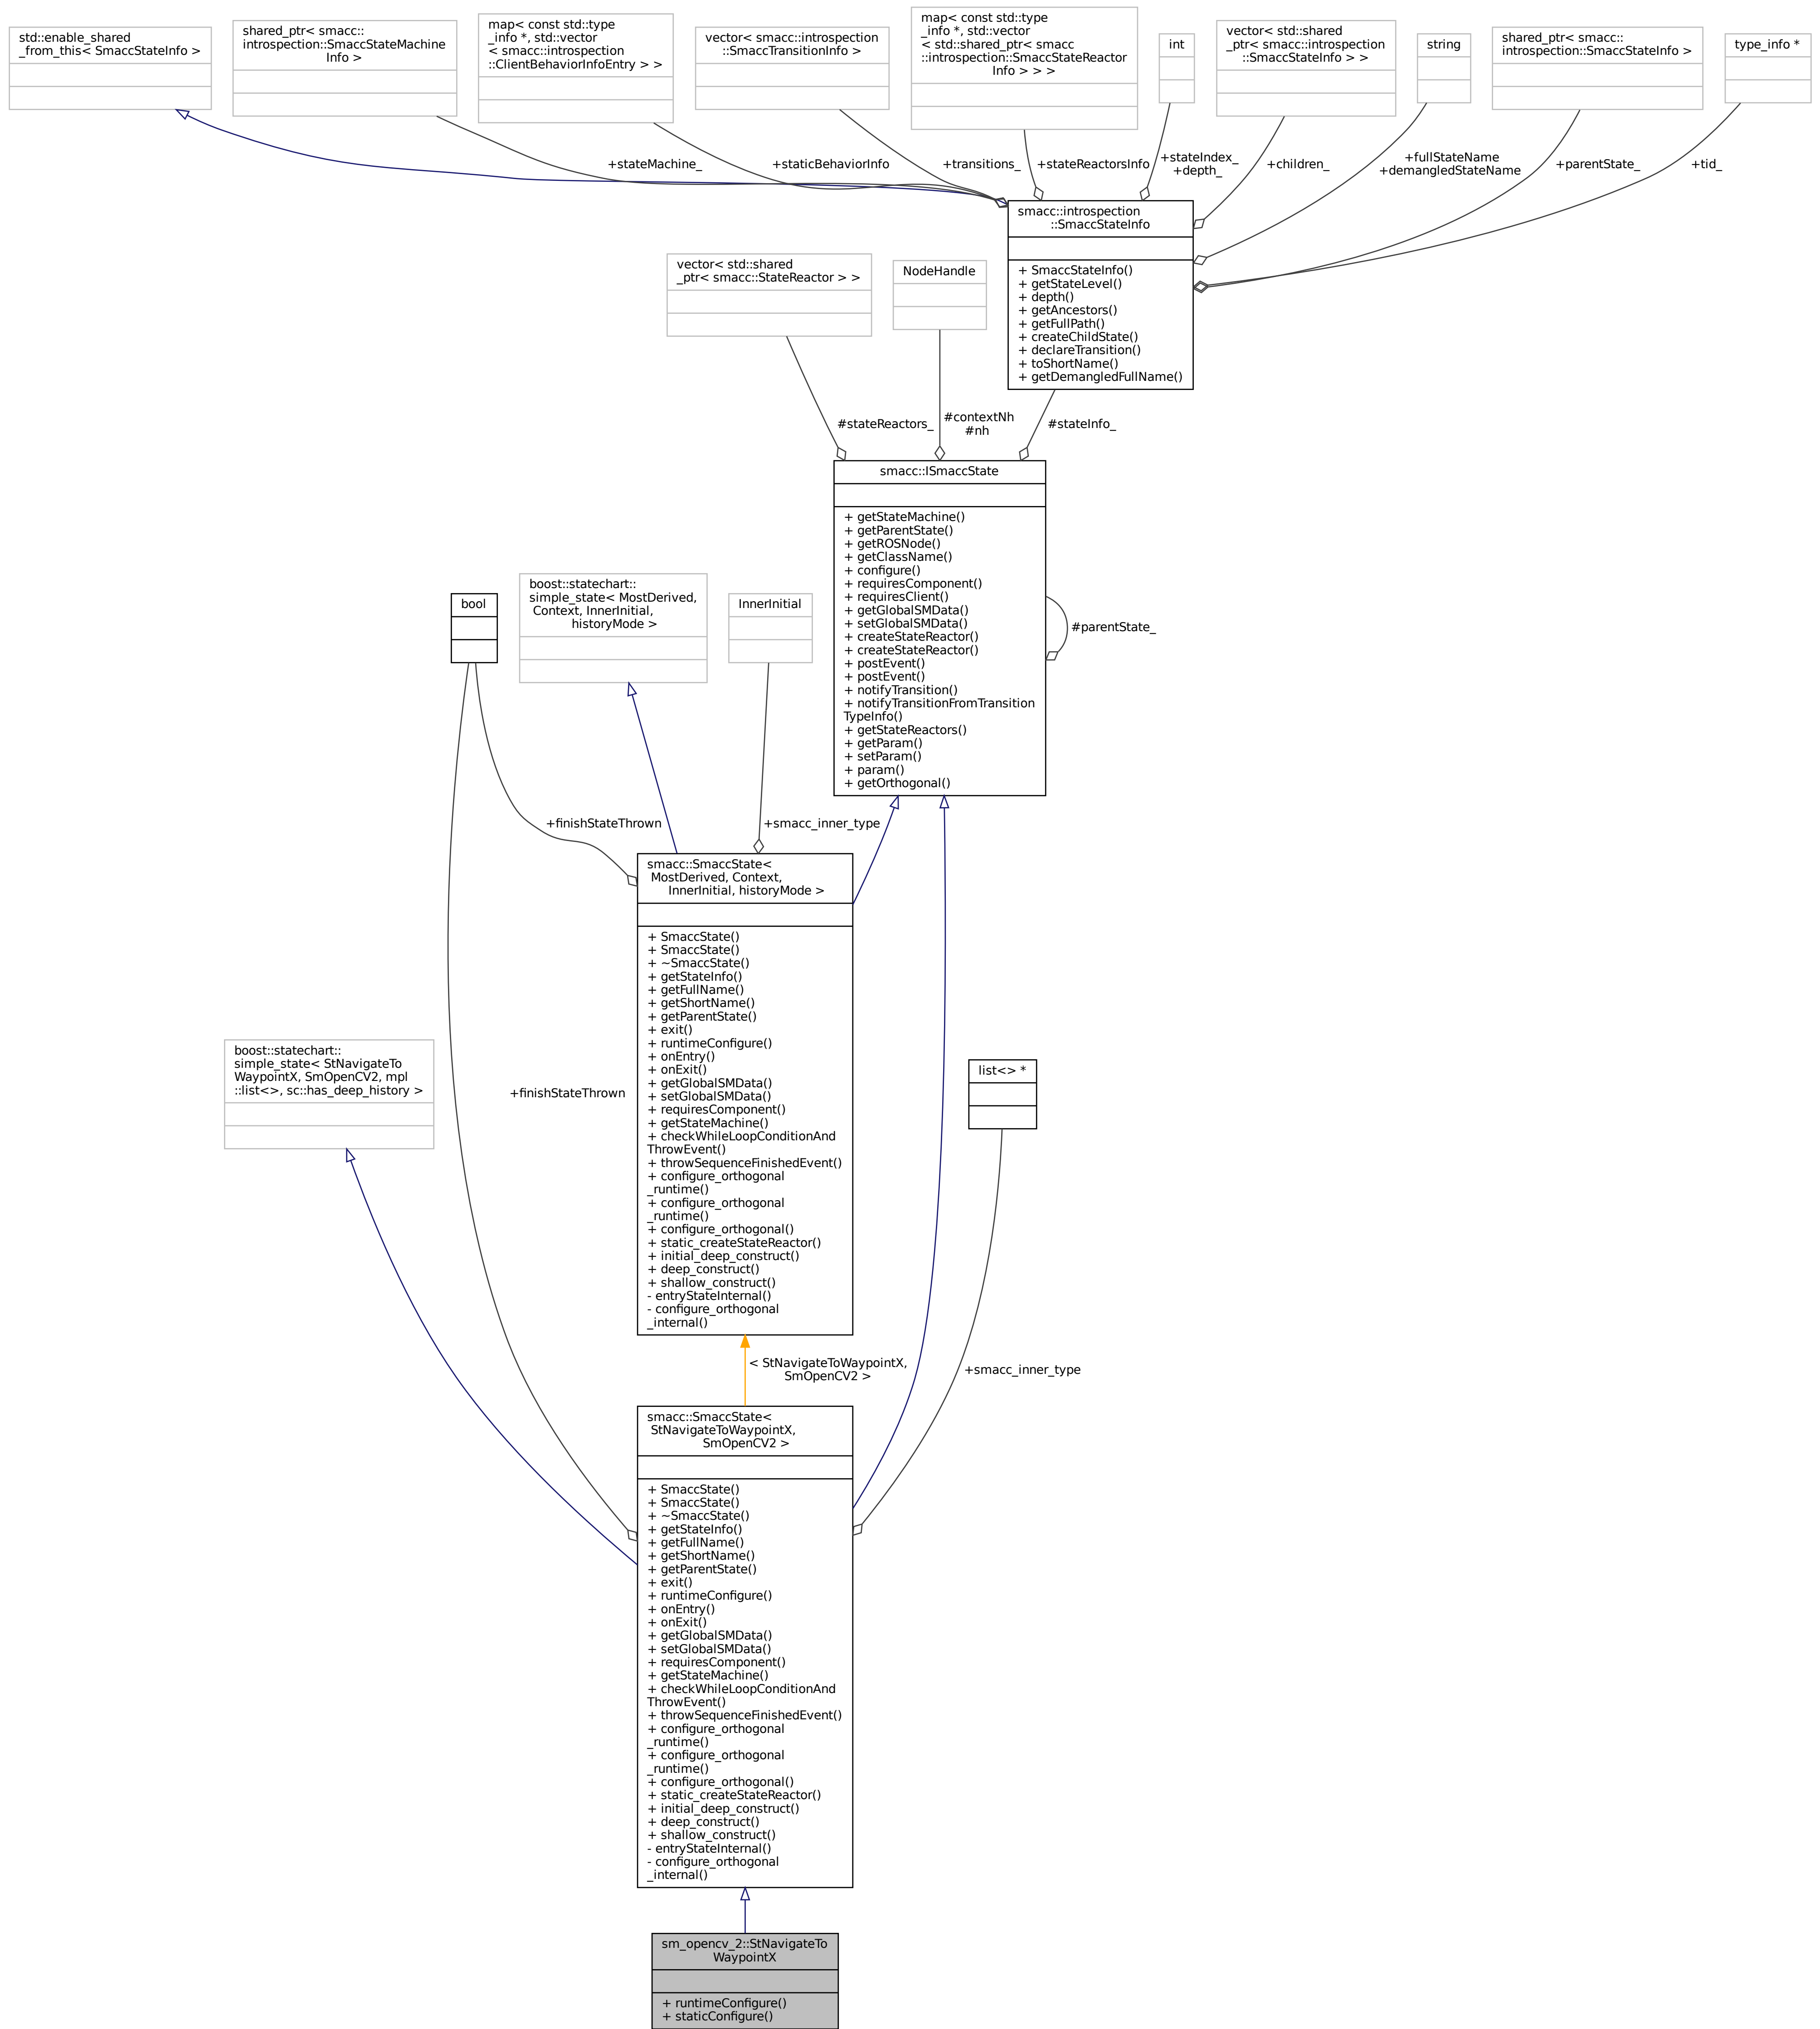 std::enable_shared
_from_this< SmaccStateInfo >
shared_ptr< smacc::
introspection::SmaccStateMachine
Info >
map< const std::type
_info *, std::vector
< smacc::introspection
::ClientBehaviorInfoEntry > >
vector< smacc::introspection
::SmaccTransitionInfo >
map< const std::type
_info *, std::vector
< std::shared_ptr< smacc
::introspection::SmaccStateReactor
Info > > >
int
vector< std::shared
_ptr< smacc::introspection
::SmaccStateInfo > >
string
shared_ptr< smacc::
introspection::SmaccStateInfo >
type_info *
+stateMachine_
+staticBehaviorInfo
+transitions_
+stateReactorsInfo
+stateIndex_
+depth_
+children_
+fullStateName
+demangledStateName
+parentState_
+tid_
smacc::introspection
::SmaccStateInfo
+ SmaccStateInfo()
+ getStateLevel()
+ depth()
+ getAncestors()
+ getFullPath()
+ createChildState()
+ declareTransition()
+ toShortName()
+ getDemangledFullName()
vector< std::shared
_ptr< smacc::StateReactor > >
NodeHandle
#stateReactors_
#contextNh
#nh
#stateInfo_
smacc::ISmaccState
+ getStateMachine()
+ getParentState()
+ getROSNode()
+ getClassName()
+ configure()
+ requiresComponent()
+ requiresClient()
+ getGlobalSMData()
+ setGlobalSMData()
+ createStateReactor()
+ createStateReactor()
+ postEvent()
+ postEvent()
+ notifyTransition()
+ notifyTransitionFromTransition
TypeInfo()
+ getStateReactors()
+ getParam()
+ setParam()
+ param()
+ getOrthogonal()
#parentState_
bool
boost::statechart::
simple_state< MostDerived,
Context, InnerInitial,
historyMode >
InnerInitial
+finishStateThrown
+smacc_inner_type
smacc::SmaccState<
MostDerived, Context,
InnerInitial, historyMode >
+ SmaccState()
+ SmaccState()
+ ~SmaccState()
+ getStateInfo()
+ getFullName()
+ getShortName()
+ getParentState()
+ exit()
+ runtimeConfigure()
+ onEntry()
+ onExit()
+ getGlobalSMData()
+ setGlobalSMData()
+ requiresComponent()
+ getStateMachine()
+ checkWhileLoopConditionAnd
ThrowEvent()
+ throwSequenceFinishedEvent()
+ configure_orthogonal
_runtime()
+ configure_orthogonal
_runtime()
+ configure_orthogonal()
+ static_createStateReactor()
+ initial_deep_construct()
+ deep_construct()
+ shallow_construct()
- entryStateInternal()
- configure_orthogonal
_internal()
boost::statechart::
simple_state< StNavigateTo
WaypointX, SmOpenCV2, mpl
::list<>, sc::has_deep_history >
+finishStateThrown
list<> *
< StNavigateToWaypointX,
SmOpenCV2 >
+smacc_inner_type
smacc::SmaccState<
StNavigateToWaypointX,
SmOpenCV2 >
+ SmaccState()
+ SmaccState()
+ ~SmaccState()
+ getStateInfo()
+ getFullName()
+ getShortName()
+ getParentState()
+ exit()
+ runtimeConfigure()
+ onEntry()
+ onExit()
+ getGlobalSMData()
+ setGlobalSMData()
+ requiresComponent()
+ getStateMachine()
+ checkWhileLoopConditionAnd
ThrowEvent()
+ throwSequenceFinishedEvent()
+ configure_orthogonal
_runtime()
+ configure_orthogonal
_runtime()
+ configure_orthogonal()
+ static_createStateReactor()
+ initial_deep_construct()
+ deep_construct()
+ shallow_construct()
- entryStateInternal()
- configure_orthogonal
_internal()
sm_opencv_2::StNavigateTo
WaypointX
+ runtimeConfigure()
+ staticConfigure()